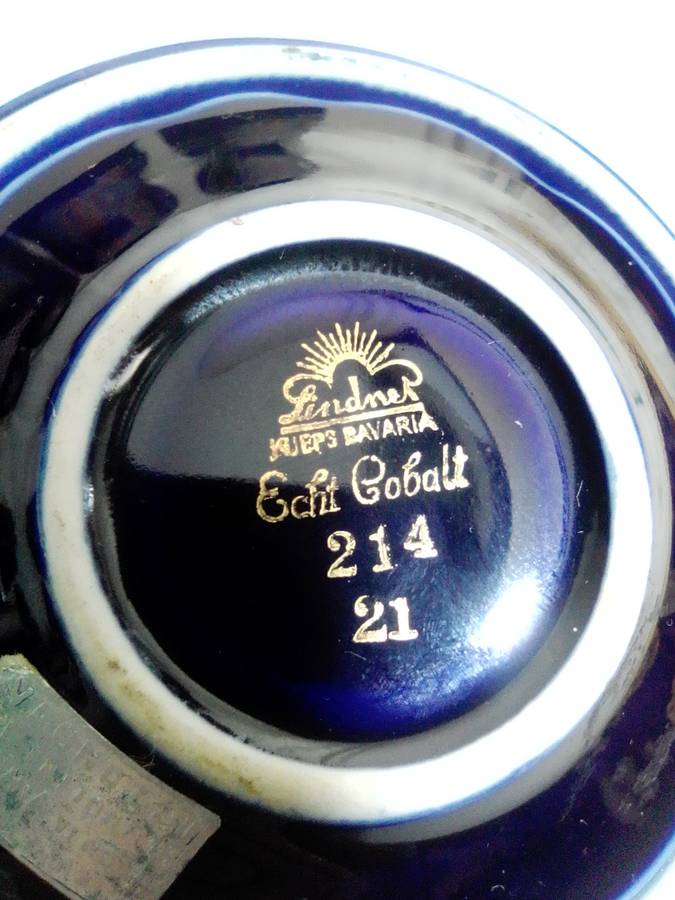 Lindner
KUEPS BAVARIA
Echt Cobalt
214
21